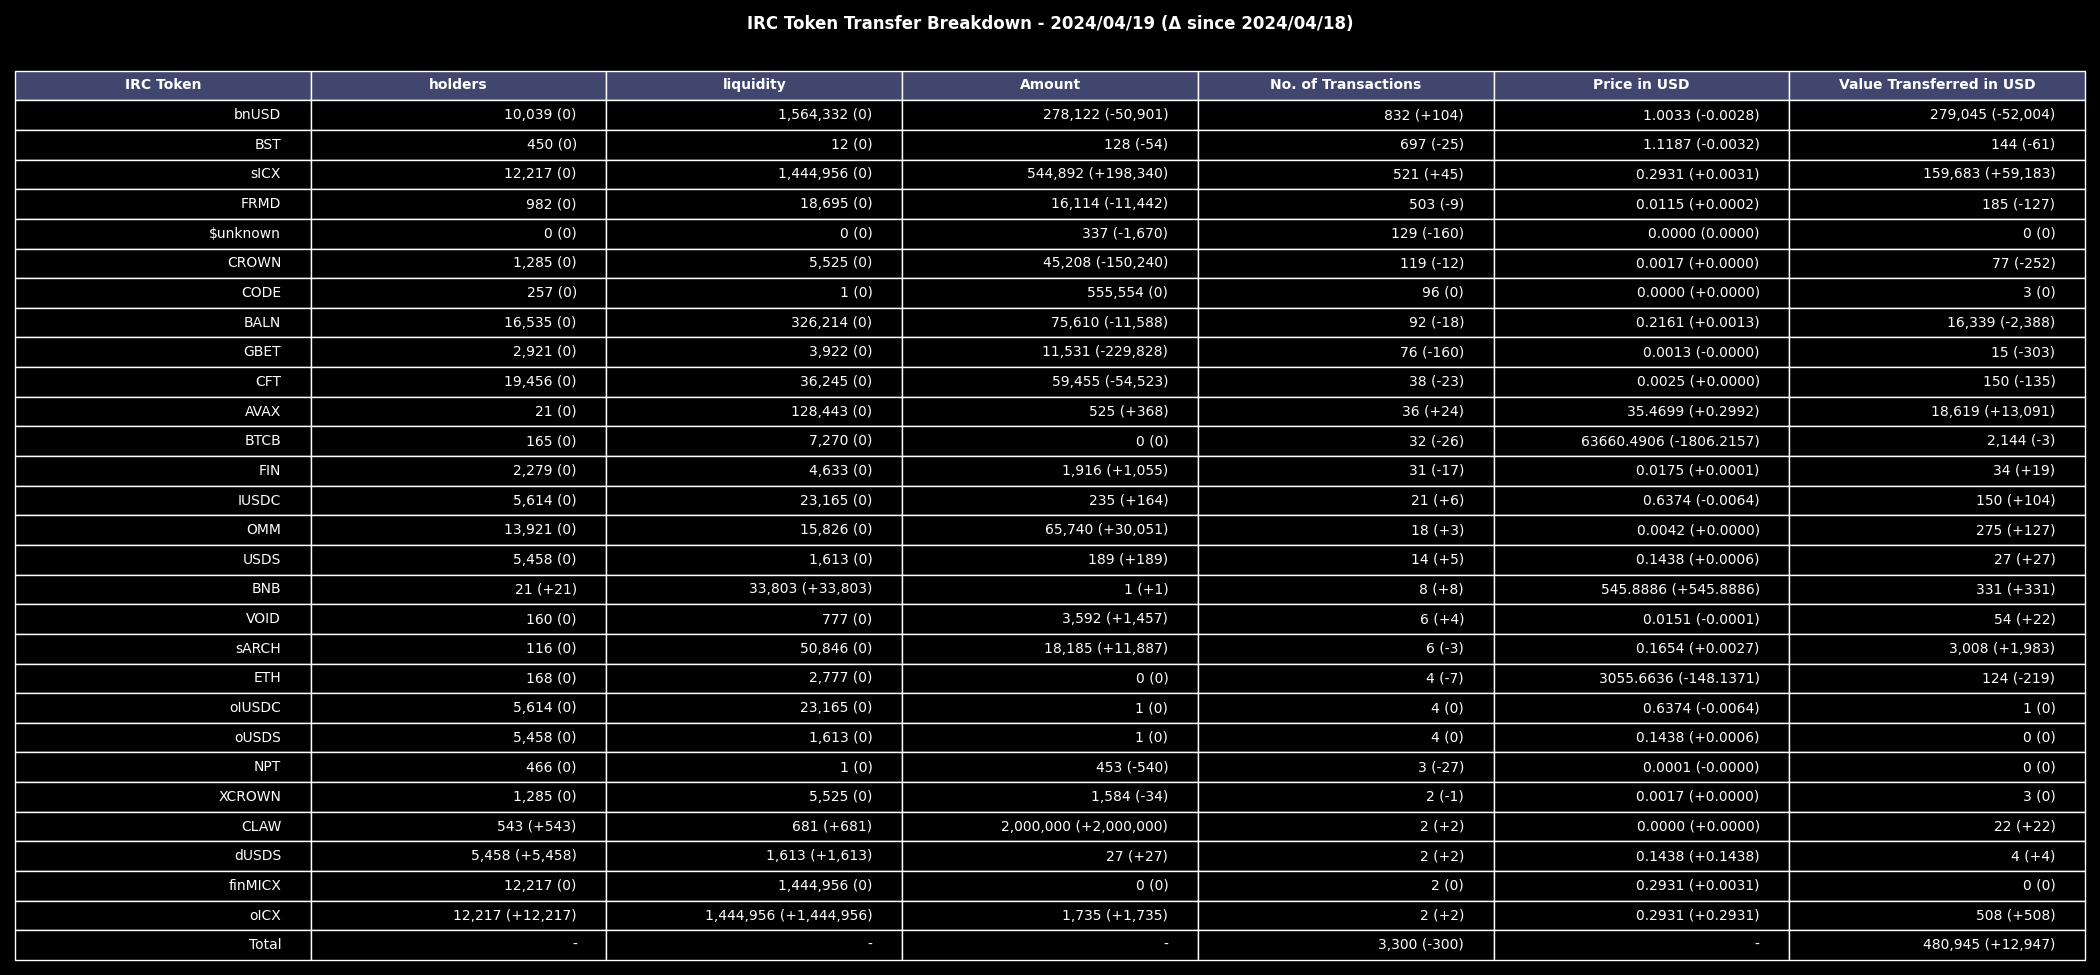 IRC Token Transfer Breakdown - 2024/04/19 (Δ since 2024/04/18)
IRC Token holders liquidity Amount No. of Transactions Price in USD Value Transferred in USD
bnUSD 10,039 (0) 1,564,332 (0) 278,122 (-50,901) 832 (+104) 1.0033 (-0.0028) 279,045 (-52,004)
BST 450 (0) 12 (0) 128 (-54) 697 (-25) 1.1187 (-0.0032) 144 (-61)
sICX 12,217 (0) 1,444,956 (0) 544,892 (+198,340) 521 (+45) 0.2931 (+0.0031) 159,683 (+59,183)
FRMD 982 (0) 18,695 (0) 16,114 (-11,442) 503 (-9) 0.0115 (+0.0002) 185 (-127)
$unknown 0 (0) 0 (0) 337 (-1,670) 129 (-160) 0.0000 (0.0000) 0 (0)
CROWN 1,285 (0) 5,525 (0) 45,208 (-150,240) 119 (-12) 0.0017 (+0.0000) 77 (-252)
CODE 257 (0) 1 (0) 555,554 (0) 96 (0) 0.0000 (+0.0000) 3 (0)
BALN 16,535 (0) 326,214 (0) 75,610 (-11,588) 92 (-18) 0.2161 (+0.0013) 16,339 (-2,388)
GBET 2,921 (0) 3,922 (0) 11,531 (-229,828) 76 (-160) 0.0013 (-0.0000) 15 (-303)
CFT 19,456 (0) 36,245 (0) 59,455 (-54,523) 38 (-23) 0.0025 (+0.0000) 150 (-135)
AVAX 21 (0) 128,443 (0) 525 (+368) 36 (+24) 35.4699 (+0.2992) 18,619 (+13,091)
BTCB 165 (0) 7,270 (0) 0 (0) 32 (-26) 63660.4906 (-1806.2157) 2,144 (-3)
FIN 2,279 (0) 4,633 (0) 1,916 (+1,055) 31 (-17) 0.0175 (+0.0001) 34 (+19)
IUSDC 5,614 (0) 23,165 (0) 235 (+164) 21 (+6) 0.6374 (-0.0064) 150 (+104)
OMM 13,921 (0) 15,826 (0) 65,740 (+30,051) 18 (+3) 0.0042 (+0.0000) 275 (+127)
USDS 5,458 (0) 1,613 (0) 189 (+189) 14 (+5) 0.1438 (+0.0006) 27 (+27)
BNB 21 (+21) 33,803 (+33,803) 1 (+1) 8 (+8) 545.8886 (+545.8886) 331 (+331)
VOID 160 (0) 777 (0) 3,592 (+1,457) 6 (+4) 0.0151 (-0.0001) 54 (+22)
sARCH 116 (0) 50,846 (0) 18,185 (+11,887) 6 (-3) 0.1654 (+0.0027) 3,008 (+1,983)
ETH 168 (0) 2,777 (0) 0 (0) 4 (-7) 3055.6636 (-148.1371) 124 (-219)
oIUSDC 5,614 (0) 23,165 (0) 1 (0) 4 (0) 0.6374 (-0.0064) 1 (0)
oUSDS 5,458 (0) 1,613 (0) 1 (0) 4 (0) 0.1438 (+0.0006) 0 (0)
NPT 466 (0) 1 (0) 453 (-540) 3 (-27) 0.0001 (-0.0000) 0 (0)
XCROWN 1,285 (0) 5,525 (0) 1,584 (-34) 2 (-1) 0.0017 (+0.0000) 3 (0)
CLAW 543 (+543) 681 (+681) 2,000,000 (+2,000,000) 2 (+2) 0.0000 (+0.0000) 22 (+22)
dUSDS 5,458 (+5,458) 1,613 (+1,613) 27 (+27) 2 (+2) 0.1438 (+0.1438) 4 (+4)
finMICX 12,217 (0) 1,444,956 (0) 0 (0) 2 (0) 0.2931 (+0.0031) 0 (0)
oICX 12,217 (+12,217) 1,444,956 (+1,444,956) 1,735 (+1,735) 2 (+2) 0.2931 (+0.2931) 508 (+508)
Total - - - 3,300 (-300) - 480,945 (+12,947)